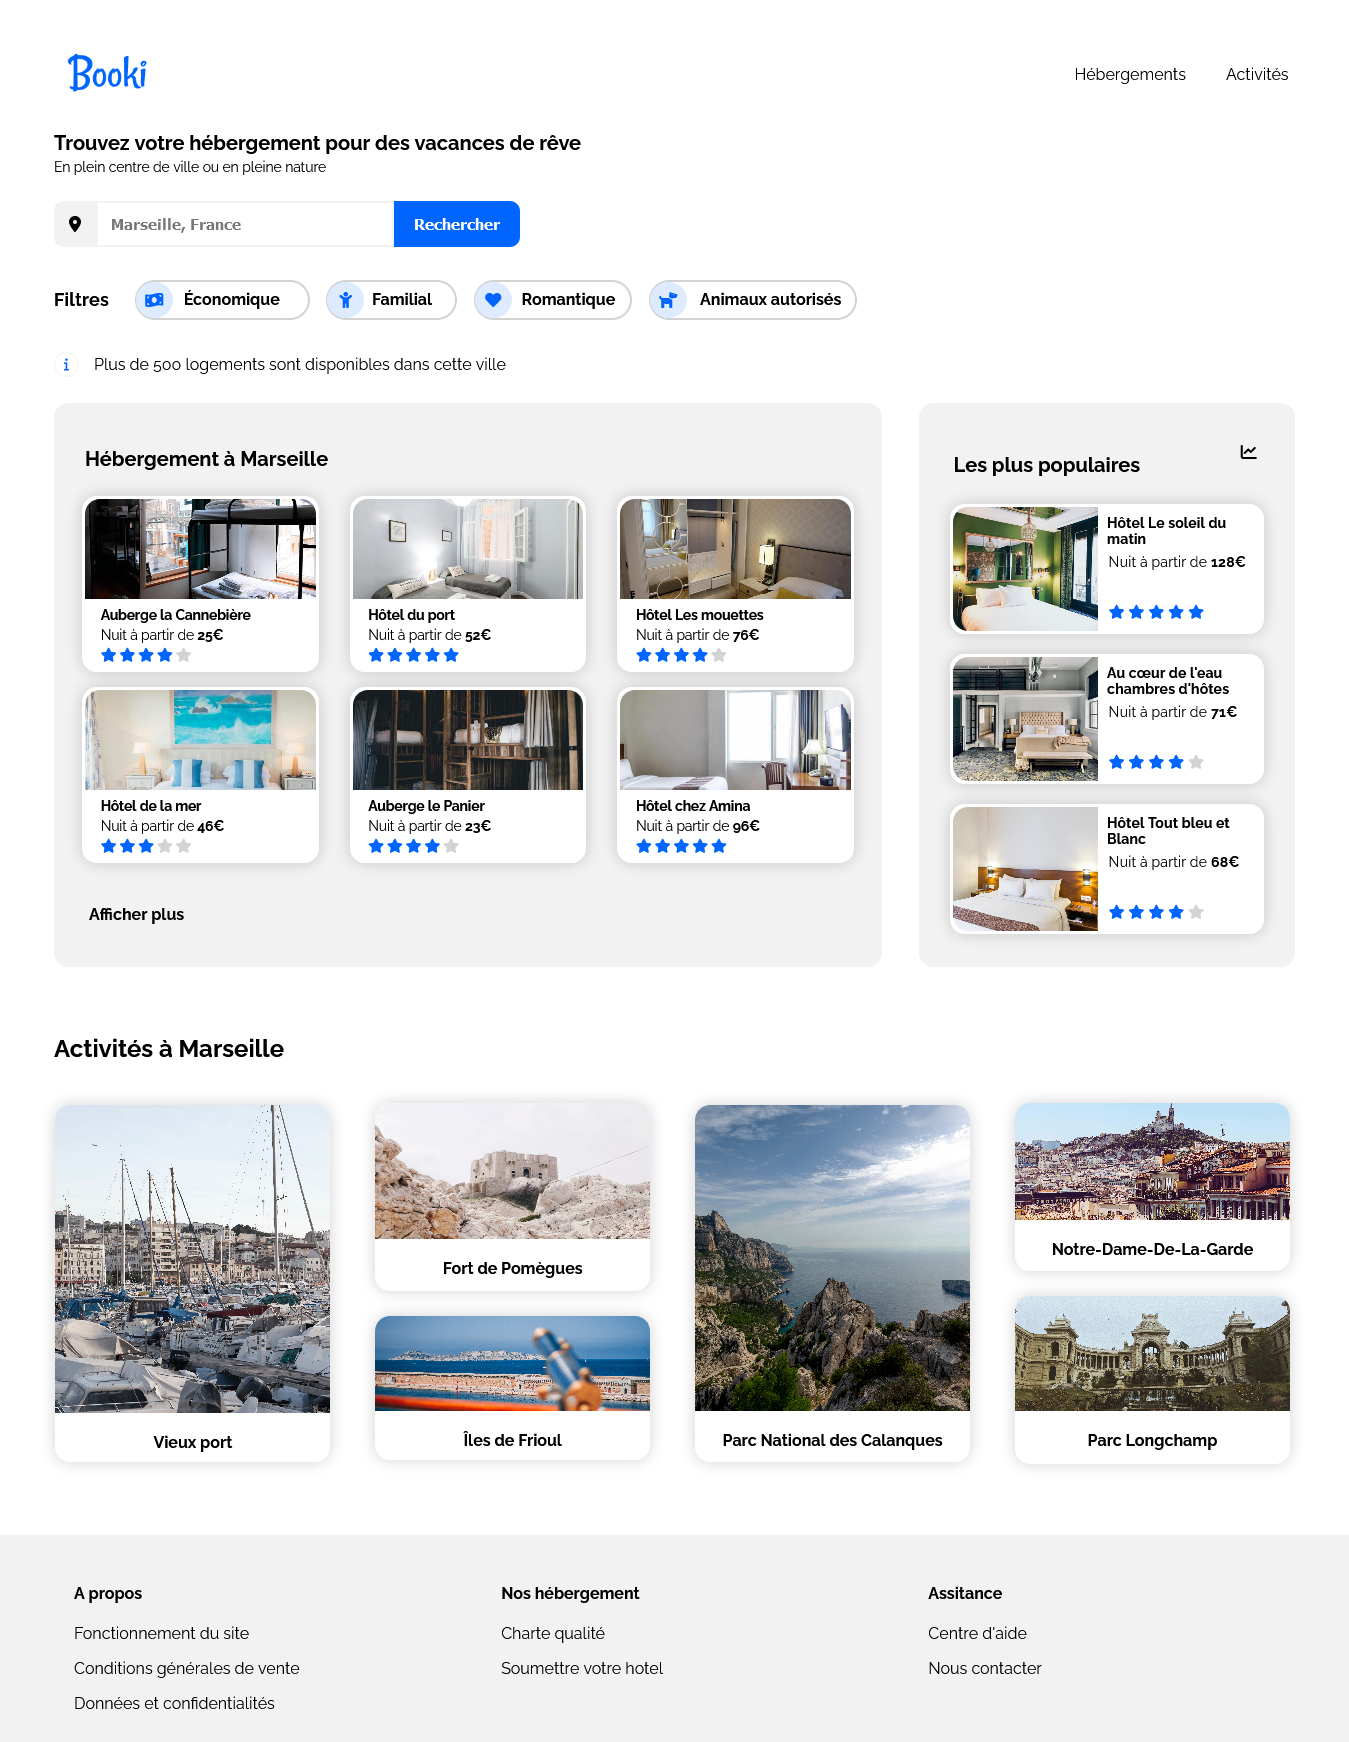 Booki
Hébergements
Activités
Trouvez votre hébergement pour des vacances de rêve
En plein centre de ville ou en pleine nature
Marseille, France
Rechercher
Filtres
Économique
Familial
Romantique
Animaux autorisés
Plus de 500 logements sont disponibles dans cette ville
Hébergement à Marseille
Auberge la Cannebière
Nuit à partir de 25€
Hôtel du port
Nuit à partir de 52€
Hôtel Les mouettes
Nuit à partir de 76€
Hôtel de la mer
Nuit à partir de 46€
Auberge le Panier
Nuit à partir de 23€
Hôtel chez Amina
Nuit à partir de 96€
Afficher plus
Les plus populaires
Hôtel Le soleil du
matin
Nuit à partir de 128€
Au cœur de l'eau
chambres d'hôtes
Nuit à partir de 71€
Hôtel Tout bleu et
Blanc
Nuit à partir de 68€
Activités à Marseille
Vieux port
Fort de Pomègues
Îles de Frioul
Parc National des Calanques
Notre-Dame-De-La-Garde
Parc Longchamp
A propos
Fonctionnement du site
Conditions générales de vente
Données et confidentialités
Nos hébergement
Charte qualité
Soumettre votre hotel
Assitance
Centre d'aide
Nous contacter